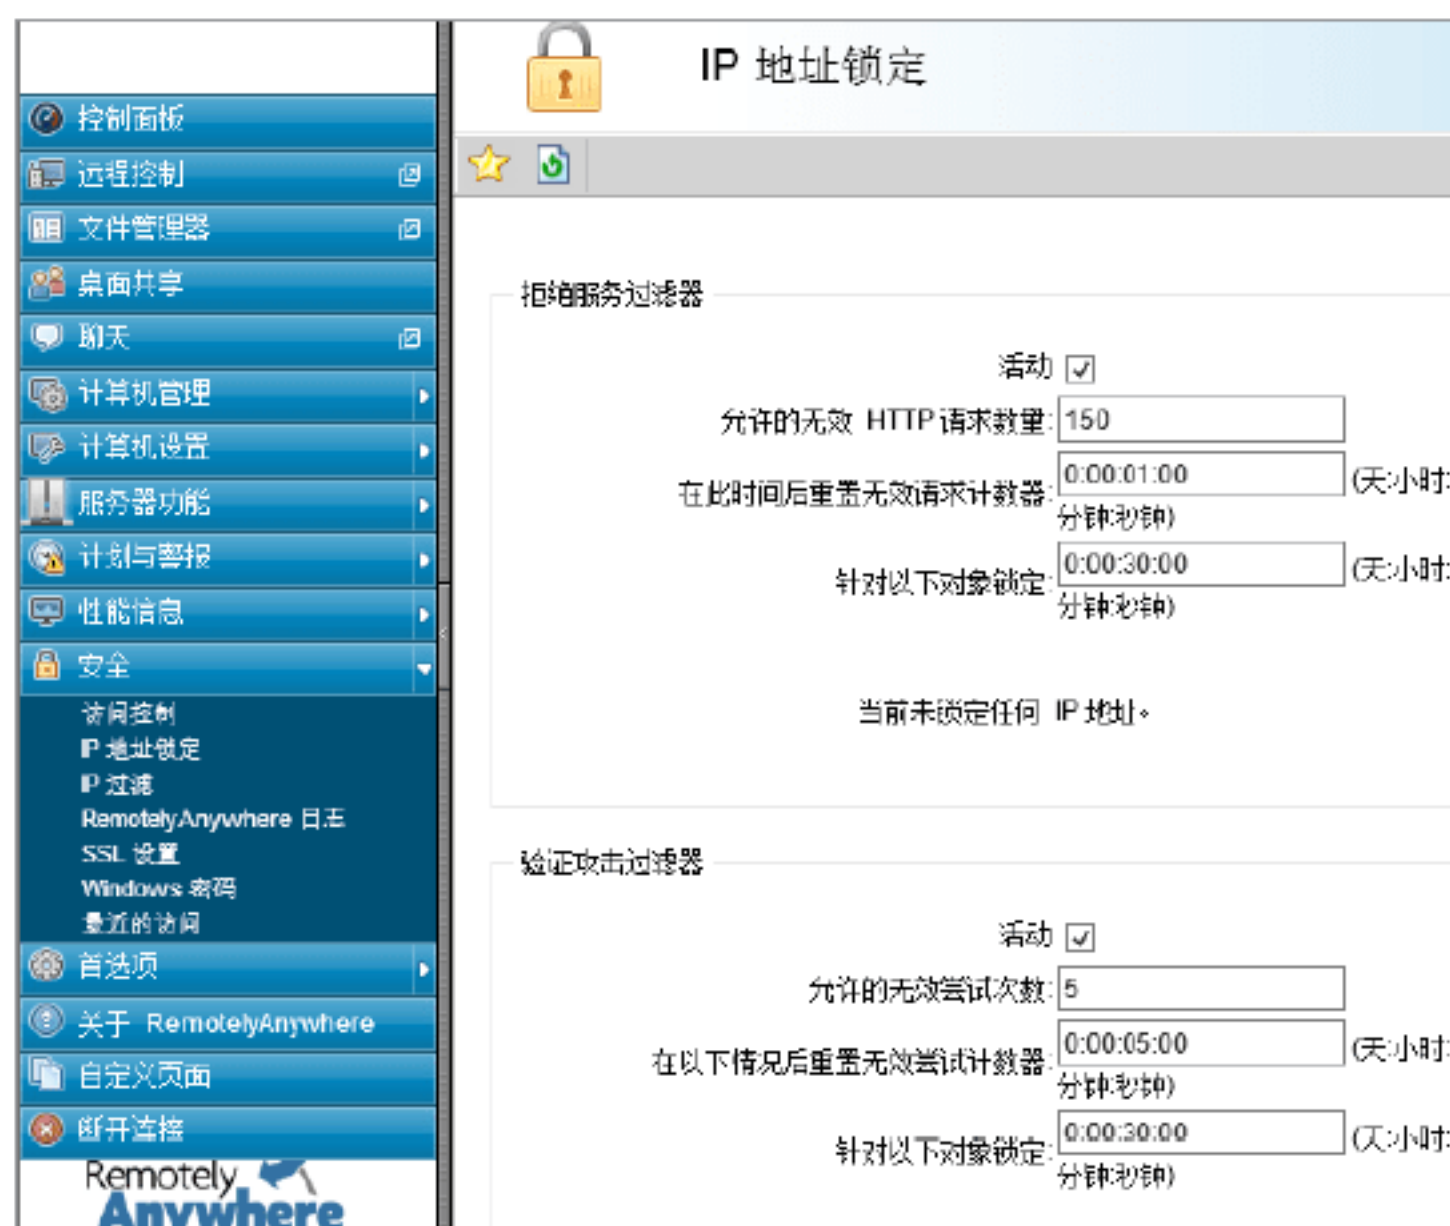 控制面板
远程控制
文件管理器
桌面共享
聊天
计算机管理
计算机设置
服务器功能
计划与警报
性能信息
安全
访问控制
IP 地址锁定
IP 过滤
RemotelyAnywhere 日志
SSL 设置
Windows 密码
最近的访问
首选项
关于 RemotelyAnywhere
自定义页面
断开连接
Remotely
Anywhere
IP 地址锁定
拒绝服务过滤器
活动
允许的无效 HTTP 请求数量: 150
在此时间后重置无效请求计数器: 0:00:01:00 (天:小时:
分钟:秒钟)
针对以下对象锁定: 0:00:30:00 (天:小时:
分钟:秒钟)
当前未锁定任何 IP 地址。
验证攻击过滤器
活动
允许的无效尝试次数: 5
在以下情况后重置无效尝试计数器: 0:00:05:00 (天:小时:
分钟:秒钟)
针对以下对象锁定: 0:00:30:00 (天:小时:
分钟:秒钟)